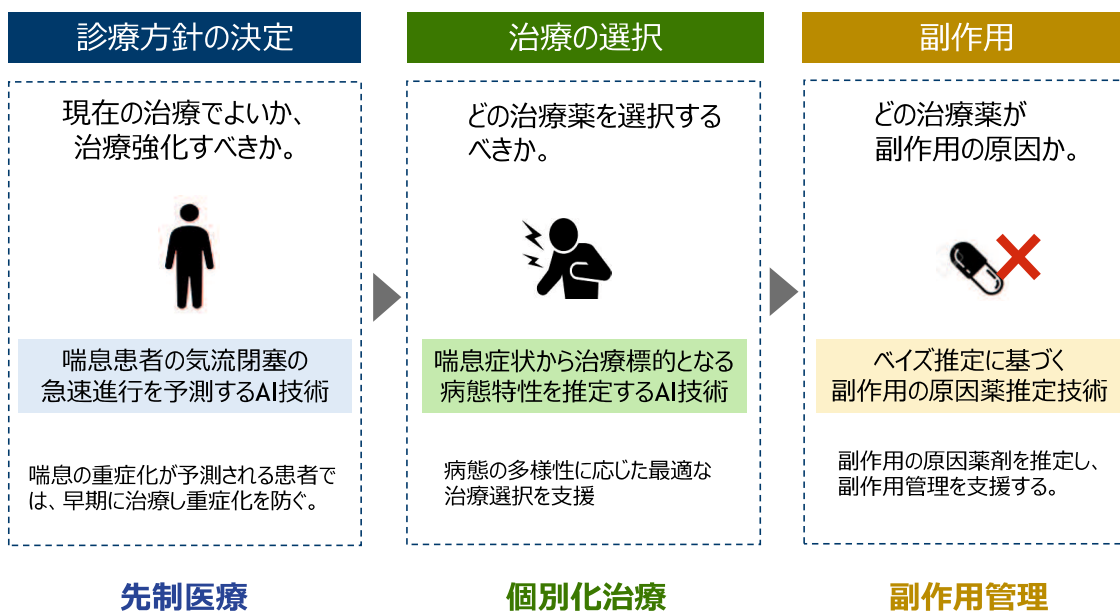 診療方針の決定
現在の治療でよいか、
治療強化すべきか。
喘息患者の気流閉塞の
急速進行を予測するAI技術
喘息の重症化が予測される患者で
は、早期に治療し重症化を防ぐ。
先制医療
治療の選択
どの治療薬を選択する
べきか。
喘息症状から治療標的となる
病態特性を推定するAI技術
病態の多様性に応じた最適な
治療選択を支援
個別化治療
副作用
どの治療薬が
副作用の原因か。
ベイズ推定に基づく
副作用の原因薬推定技術
副作用の原因薬剤を推定し、
副作用管理を支援する。
副作用管理